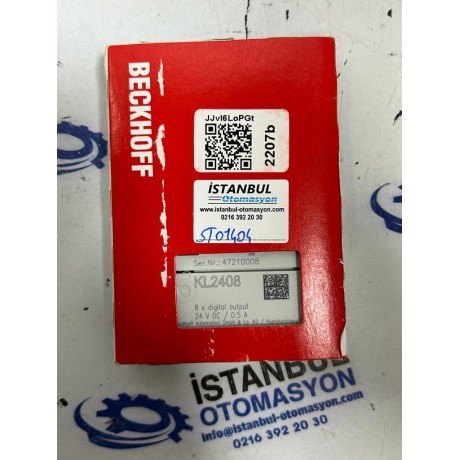 BECKHOFF
JJvI6LoPGt
2207b
İSTANBUL
Otomasyon
www.istanbul-otomasyon.com
0216 392 20 30
ST01404
Ser.Nr.: 47210008
KL2408
8 x digital output
24 V DC / 0.5 A
İSTANBUL
OTOMASYON
info@istanbul-otomasyon.com
0216 392 20 30